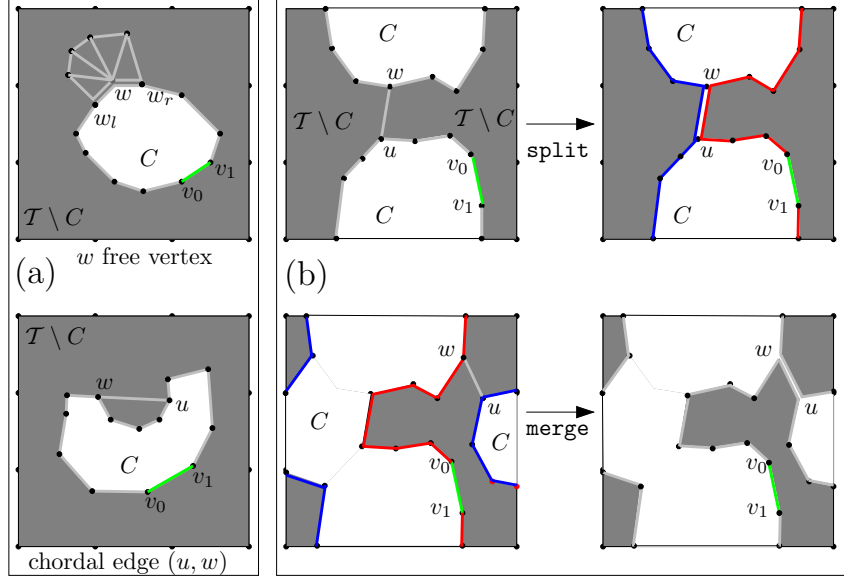 w
w_r
w_l
C
v_1
v_0
𝒯 \ C
w free vertex
(a)
𝒯 \ C
w
u
C
v_1
v_0
chordal edge (u, w)
C
w
𝒯 \ C
𝒯 \ C
u
v_0
v_1
C
(b)
split
C
w
u
v_0
v_1
C
w
u
C
C
v_0
v_1
merge
w
u
v_0
v_1